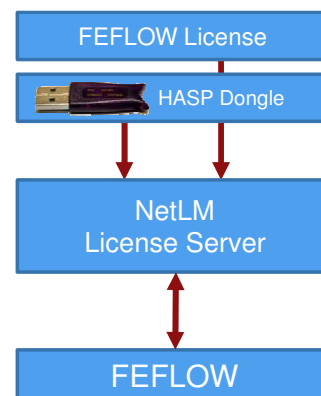 FEFLOW License
HASP Dongle
NetLM
License Server
FEFLOW